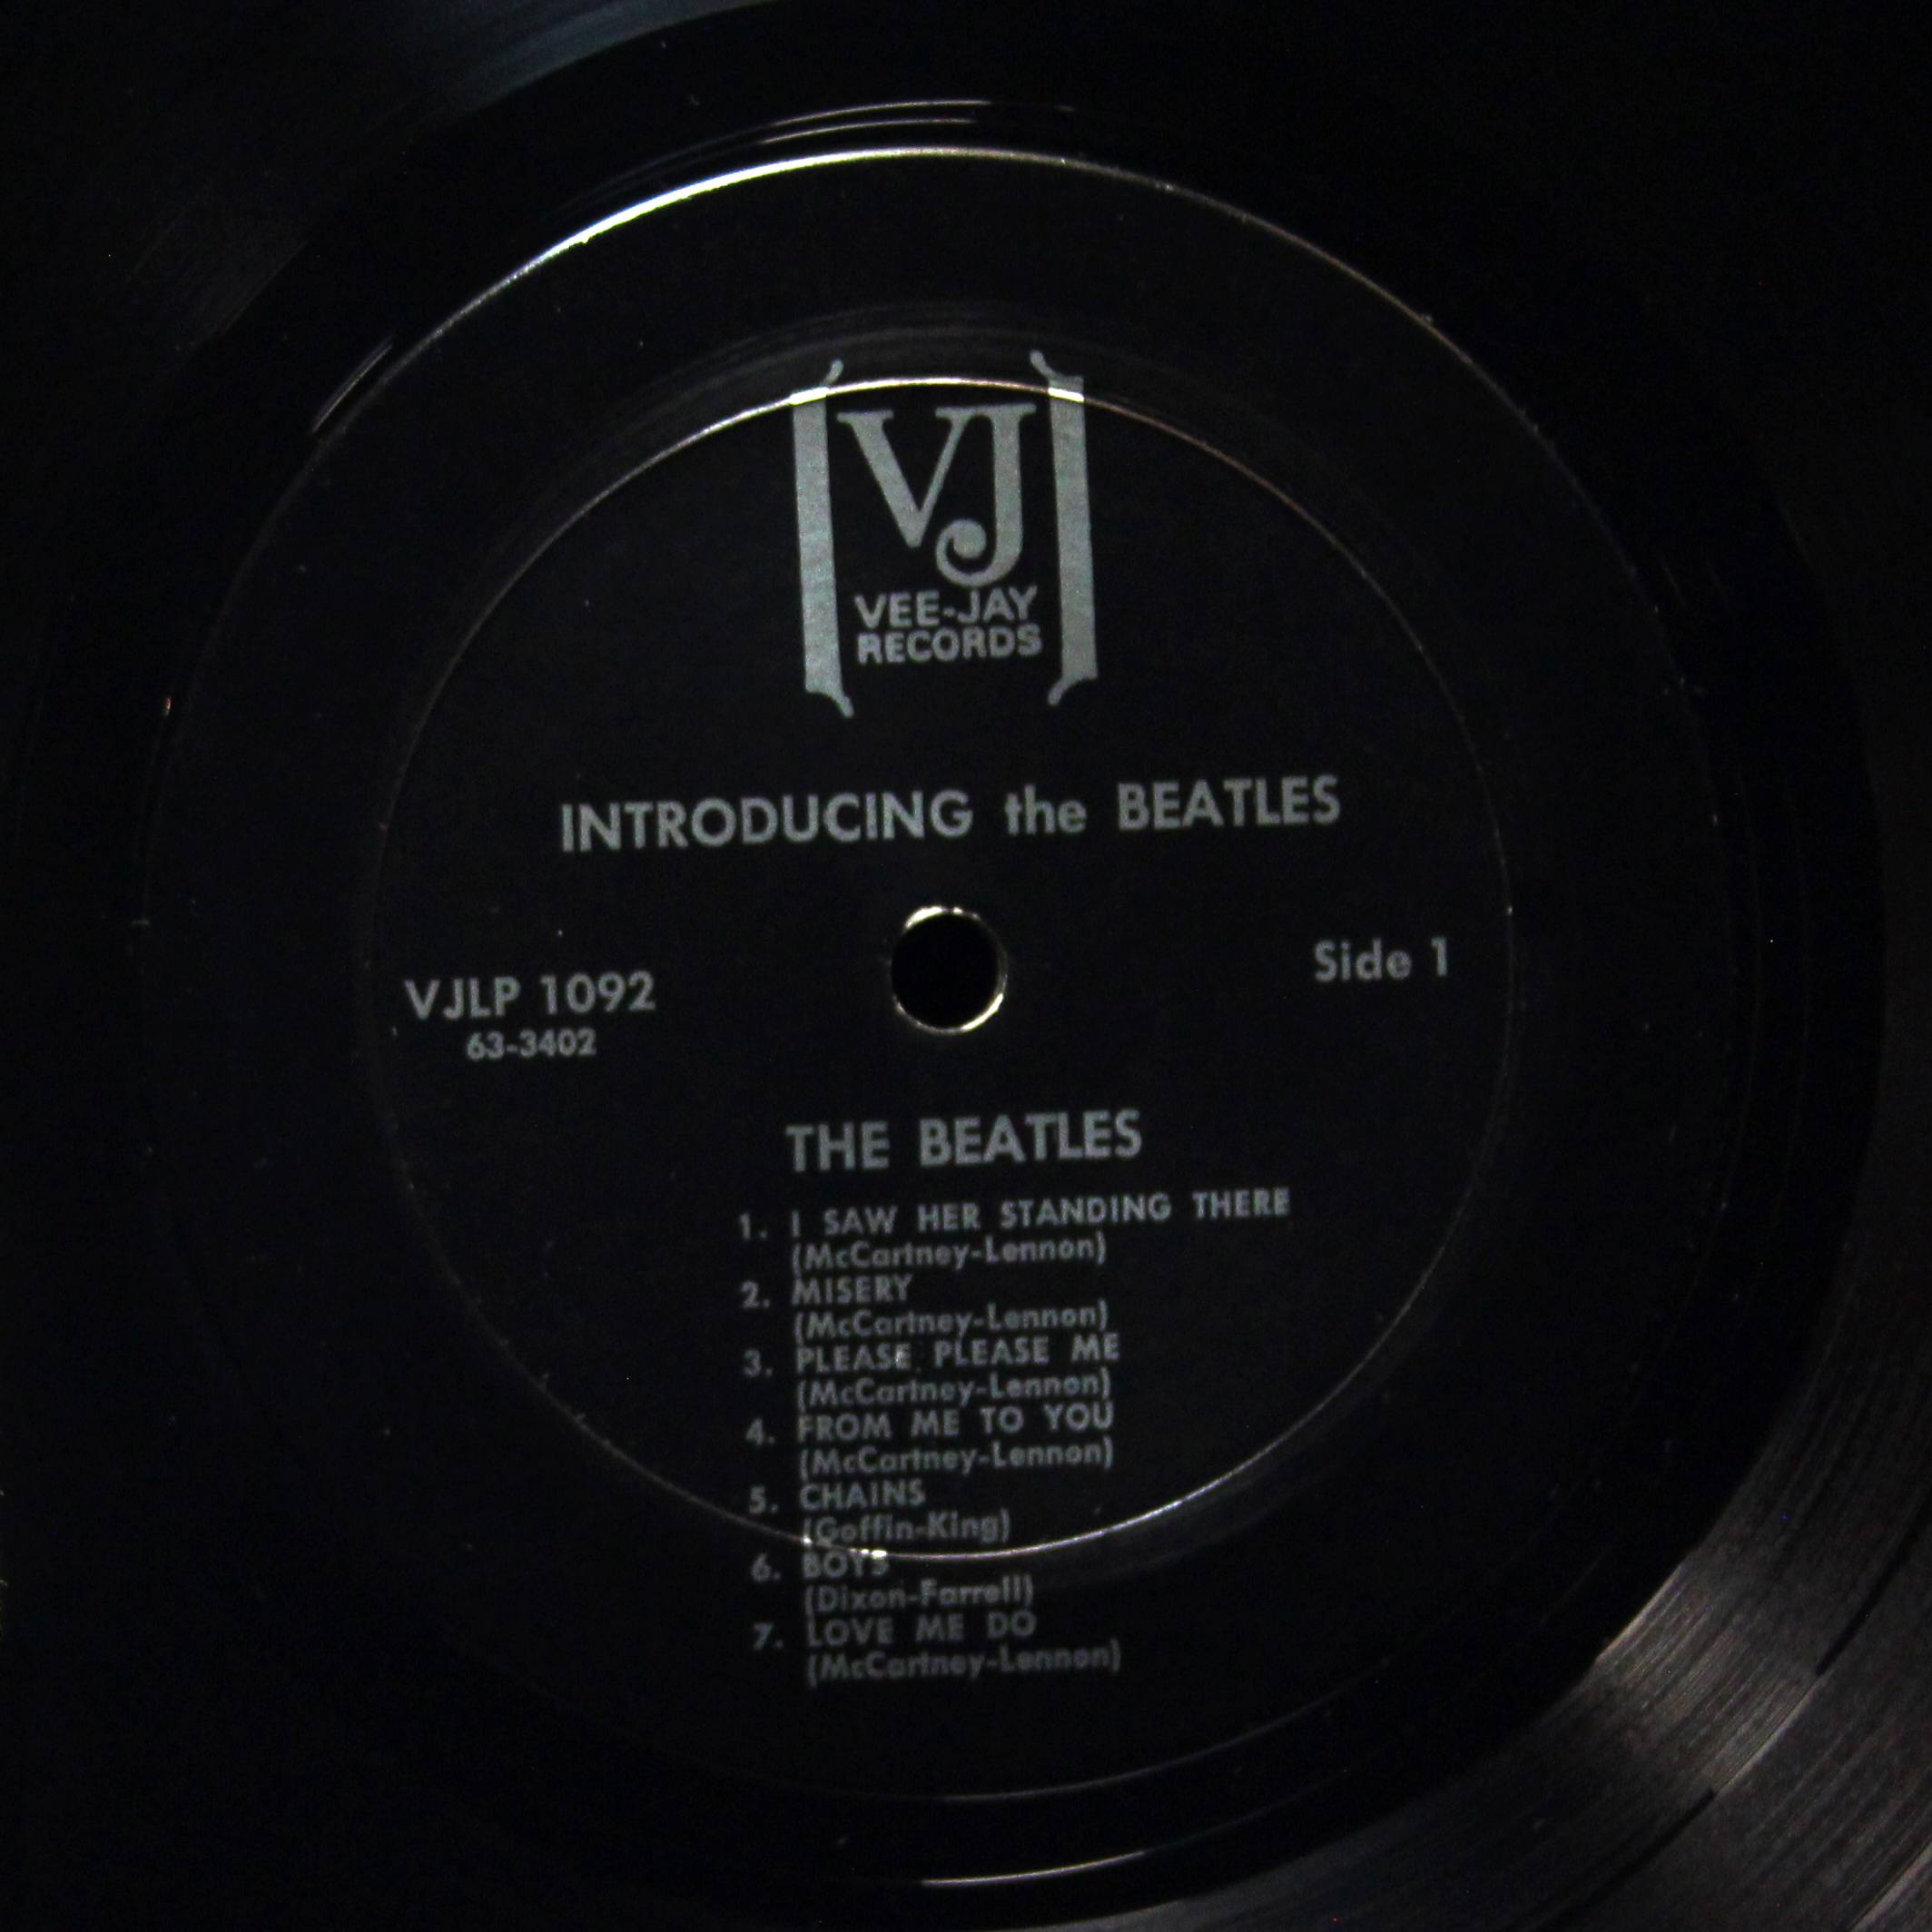 VJ
VEE-JAY
RECORDS
INTRODUCING the BEATLES
VJLP 1092
63-3402
Side 1
THE BEATLES
1. I SAW HER STANDING THERE
(McCartney-Lennon)
2. MISERY
(McCartney-Lennon)
3. PLEASE PLEASE ME
(McCartney-Lennon)
4. FROM ME TO YOU
(McCartney-Lennon)
5. CHAINS
(Goffin-King)
6. BOYS
(Dixon-Farrell)
7. LOVE ME DO
(McCartney-Lennon)